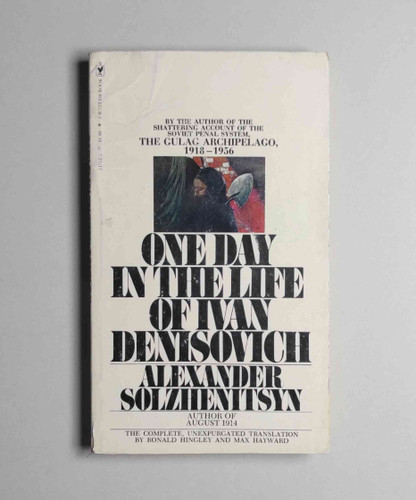 BY THE AUTHOR OF THE
SHATTERING ACCOUNT OF THE
SOVIET PENAL SYSTEM,
THE GULAG ARCHIPELAGO,
1918–1956
ONE DAY
IN THE LIFE
OF IVAN
DENISOVICH
ALEXANDER
SOLZHENITSYN
AUTHOR OF
AUGUST 1914
THE COMPLETE, UNEXPURGATED TRANSLATION
BY RONALD HINGLEY AND MAX HAYWARD